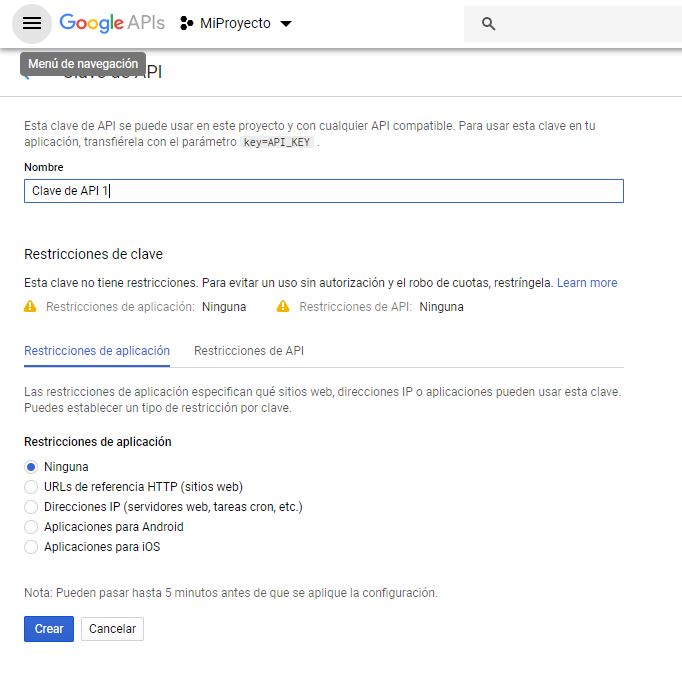 Google APIs MiProyecto
Menú de navegación
Clave de API
Esta clave de API se puede usar en este proyecto y con cualquier API compatible. Para usar esta clave en tu
aplicación, transfiérela con el parámetro key=API_KEY .
Nombre
Clave de API 1
Restricciones de clave
Esta clave no tiene restricciones. Para evitar un uso sin autorización y el robo de cuotas, restríngela. Learn more
Restricciones de aplicación: Ninguna Restricciones de API: Ninguna
Restricciones de aplicación Restricciones de API
Las restricciones de aplicación especifican qué sitios web, direcciones IP o aplicaciones pueden usar esta clave.
Puedes establecer un tipo de restricción por clave.
Restricciones de aplicación
Ninguna
URLs de referencia HTTP (sitios web)
Direcciones IP (servidores web, tareas cron, etc.)
Aplicaciones para Android
Aplicaciones para iOS
Nota: Pueden pasar hasta 5 minutos antes de que se aplique la configuración.
Crear Cancelar